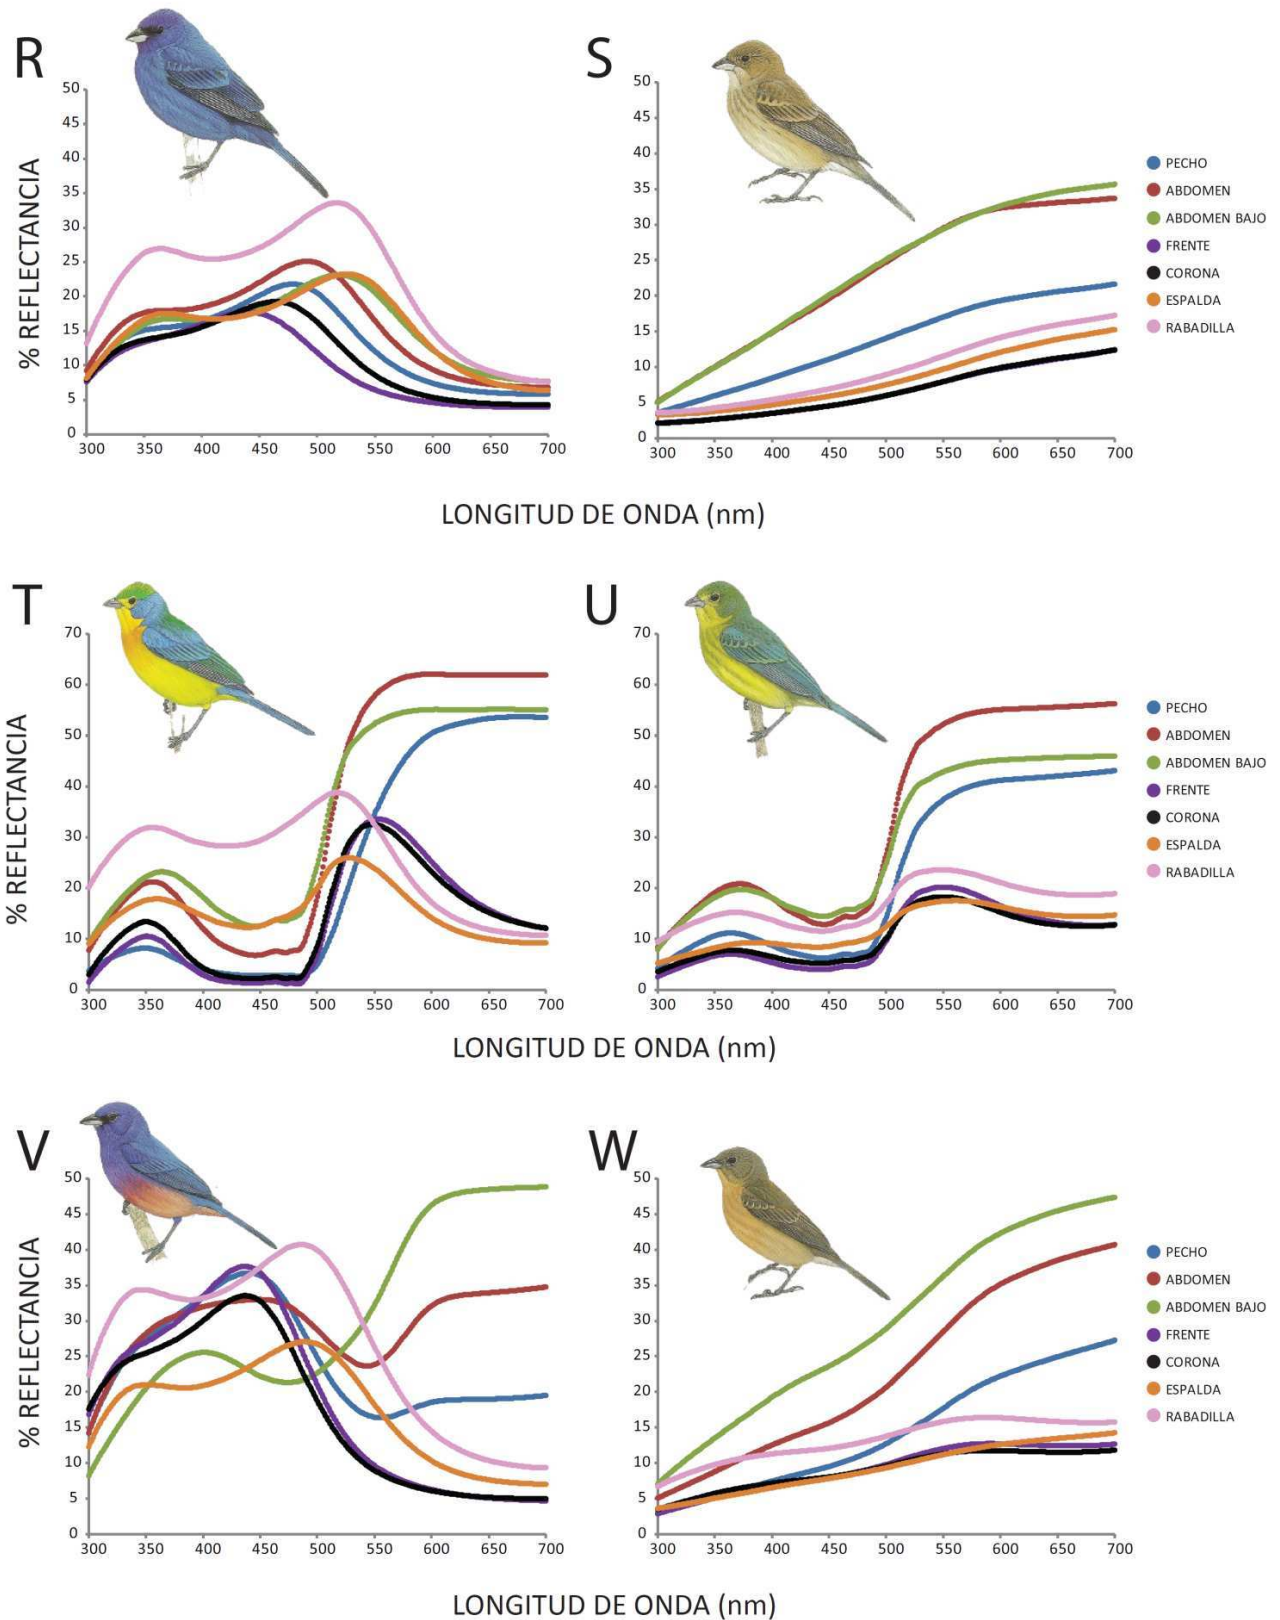 R
S
% REFLECTANCIA
50
45
40
35
30
25
20
15
10
5
0
300 350 400 450 500 550 600 650 700
50
45
40
35
30
25
20
15
10
5
0
300 350 400 450 500 550 600 650 700
PECHO
ABDOMEN
ABDOMEN BAJO
FRENTE
CORONA
ESPALDA
RABADILLA
LONGITUD DE ONDA (nm)
T
U
% REFLECTANCIA
70
60
50
40
30
20
10
0
300 350 400 450 500 550 600 650 700
70
60
50
40
30
20
10
0
300 350 400 450 500 550 600 650 700
PECHO
ABDOMEN
ABDOMEN BAJO
FRENTE
CORONA
ESPALDA
RABADILLA
LONGITUD DE ONDA (nm)
V
W
% REFLECTANCIA
50
45
40
35
30
25
20
15
10
5
0
300 350 400 450 500 550 600 650 700
50
45
40
35
30
25
20
15
10
5
0
300 350 400 450 500 550 600 650 700
PECHO
ABDOMEN
ABDOMEN BAJO
FRENTE
CORONA
ESPALDA
RABADILLA
LONGITUD DE ONDA (nm)